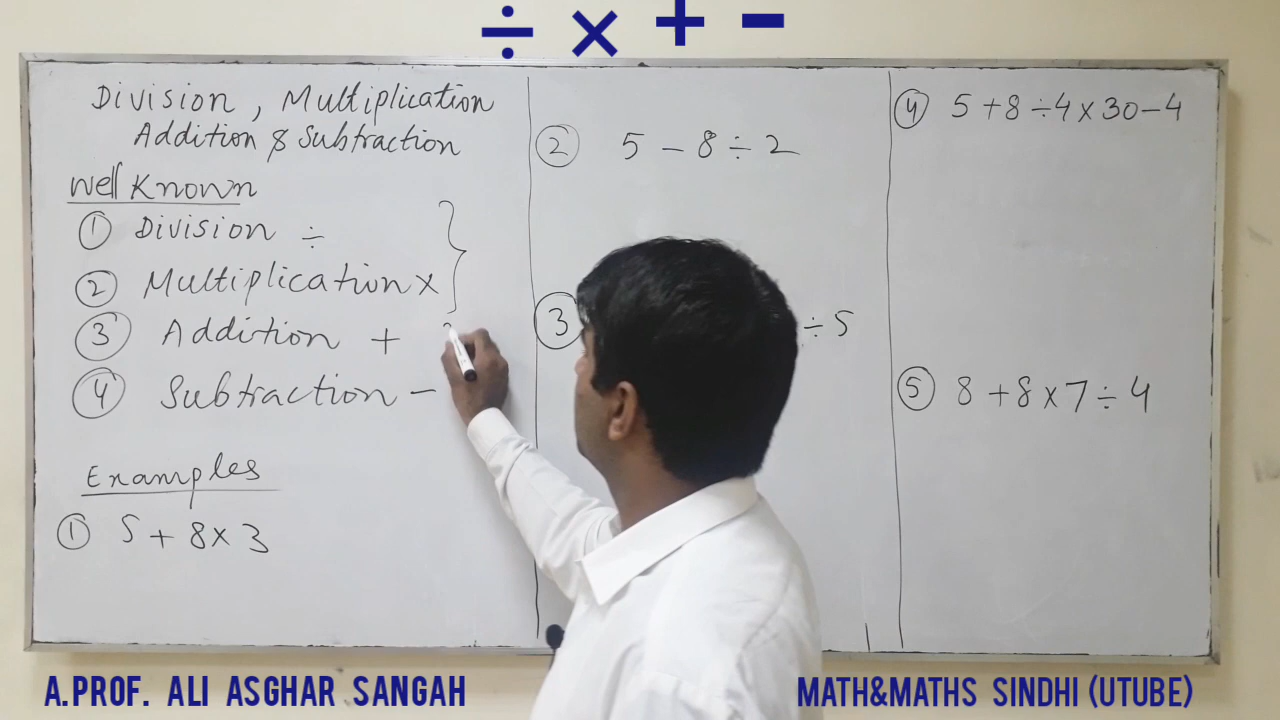 ÷ × + −
Division, Multiplication
Addition & Subtraction
Well Known
① Division ÷
② Multiplication ×
③ Addition +
④ Subtraction −
Examples
① 5 + 8 × 3
② 5 − 8 ÷ 2
③ ÷ 5
④ 5 + 8 ÷ 4 × 30 − 4
⑤ 8 + 8 × 7 ÷ 4
A.PROF. ALI ASGHAR SANGAH
MATH&MATHS SINDHI (UTUBE)